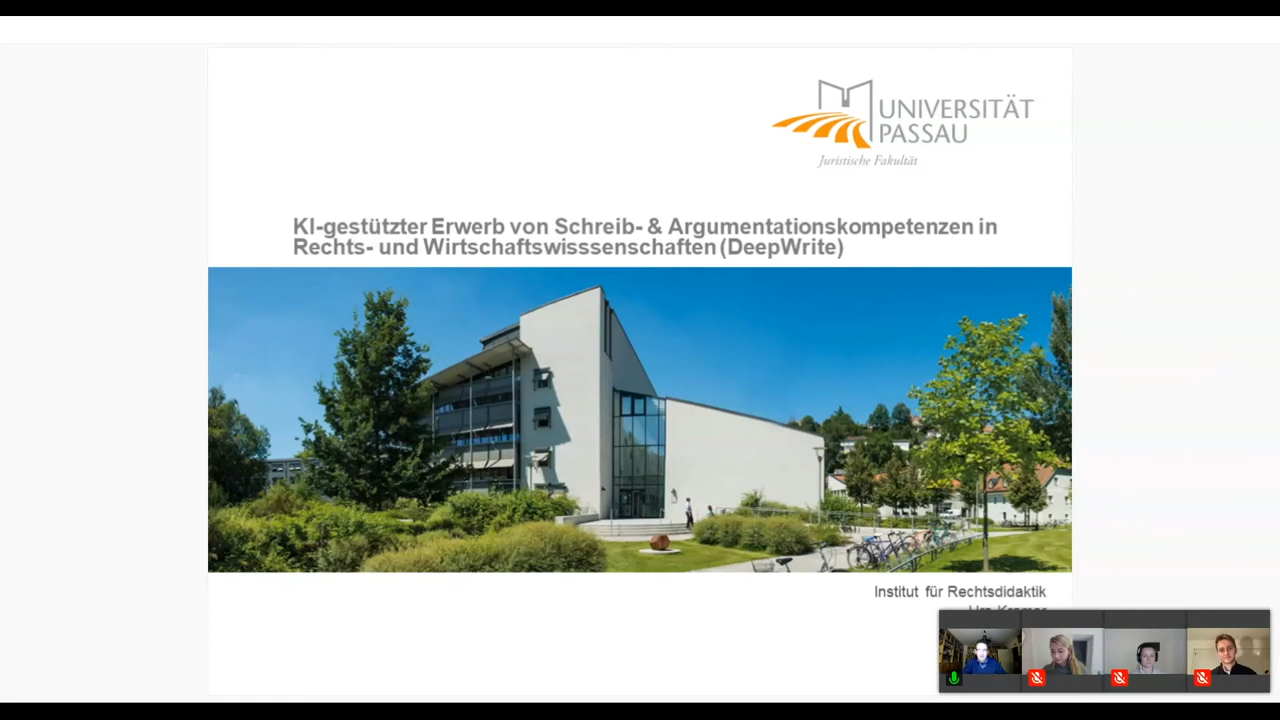 UNIVERSITÄT
PASSAU
Juristische Fakultät
KI-gestützter Erwerb von Schreib- & Argumentationskompetenzen in
Rechts- und Wirtschaftswisssenschaften (DeepWrite)
Institut für Rechtsdidaktik